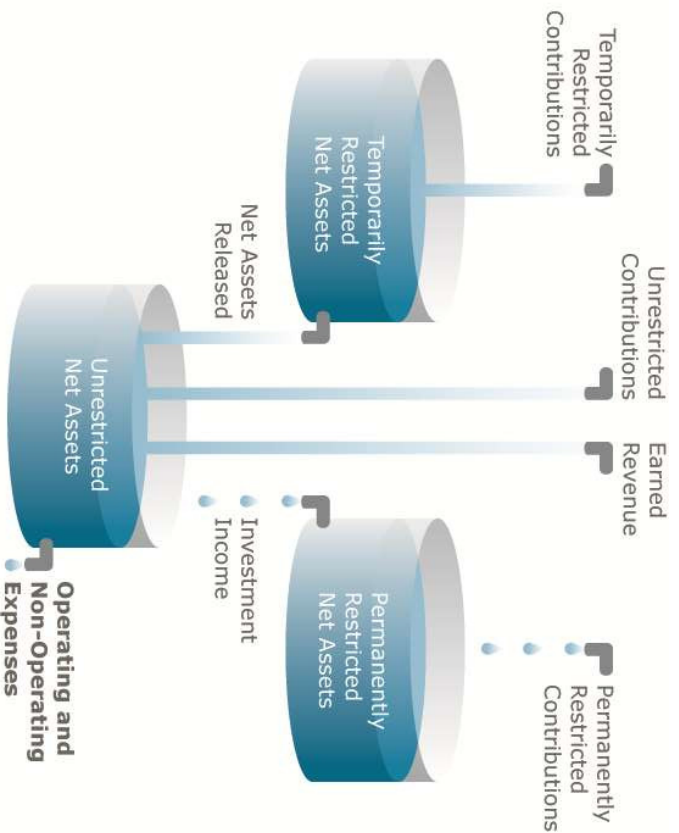 Temporarily
Restricted
Contributions
Unrestricted
Contributions
Earned
Revenue
Permanently
Restricted
Contributions
Temporarily
Restricted
Net Assets
Permanently
Restricted
Net Assets
Net Assets
Released
Investment
Income
Unrestricted
Net Assets
Operating and
Non-Operating
Expenses